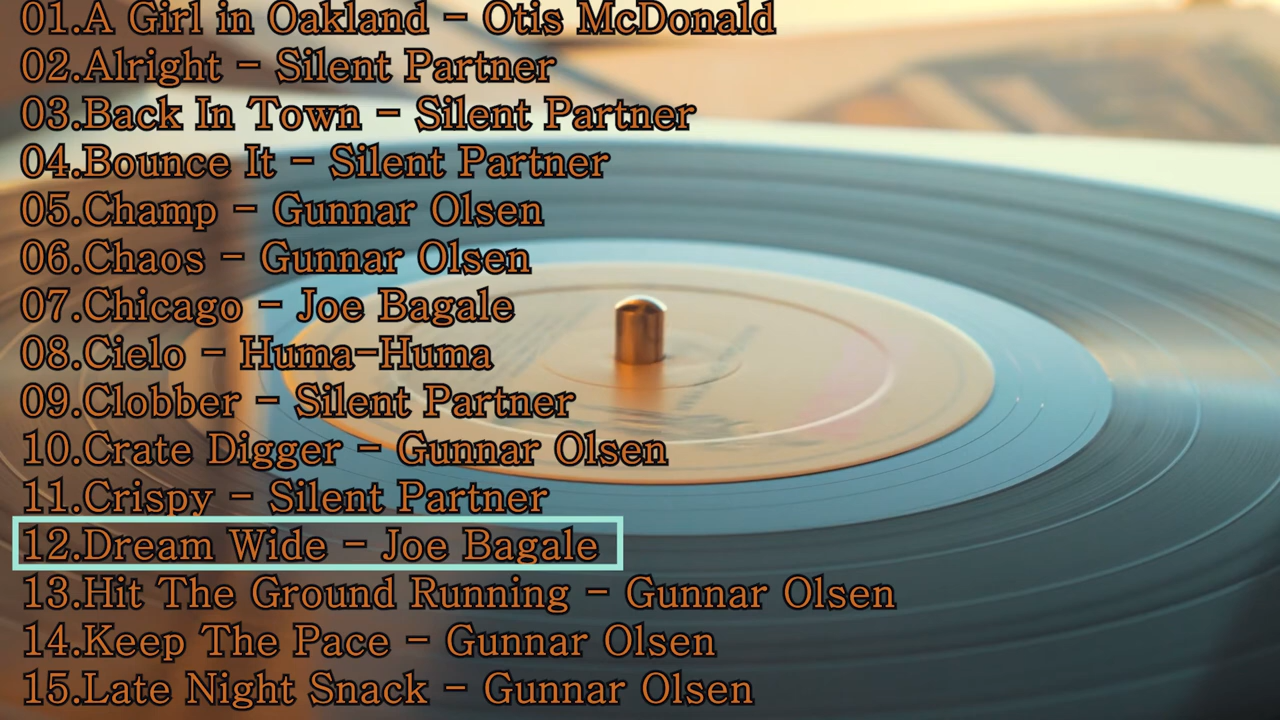 01.A Girl in Oakland - Otis McDonald
02.Alright - Silent Partner
03.Back In Town - Silent Partner
04.Bounce It - Silent Partner
05.Champ - Gunnar Olsen
06.Chaos - Gunnar Olsen
07.Chicago - Joe Bagale
08.Cielo - Huma-Huma
09.Clobber - Silent Partner
10.Crate Digger - Gunnar Olsen
11.Crispy - Silent Partner
12.Dream Wide - Joe Bagale
13.Hit The Ground Running - Gunnar Olsen
14.Keep The Pace - Gunnar Olsen
15.Late Night Snack - Gunnar Olsen